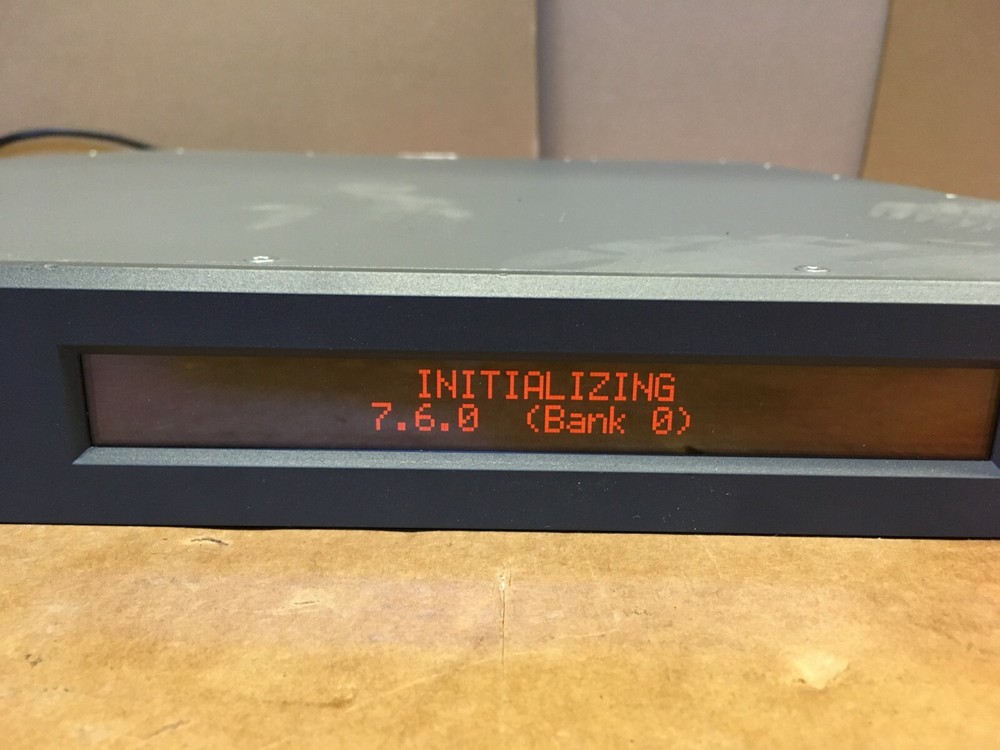 INITIALIZING
7.6.0 (Bank 0)